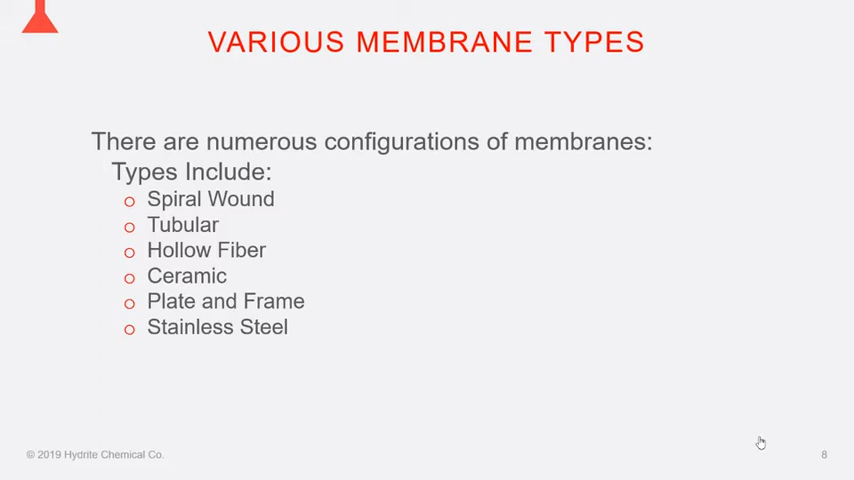 VARIOUS MEMBRANE TYPES
There are numerous configurations of membranes:
Types Include:
Spiral Wound
Tubular
Hollow Fiber
Ceramic
Plate and Frame
Stainless Steel
© 2019 Hydrite Chemical Co.
8